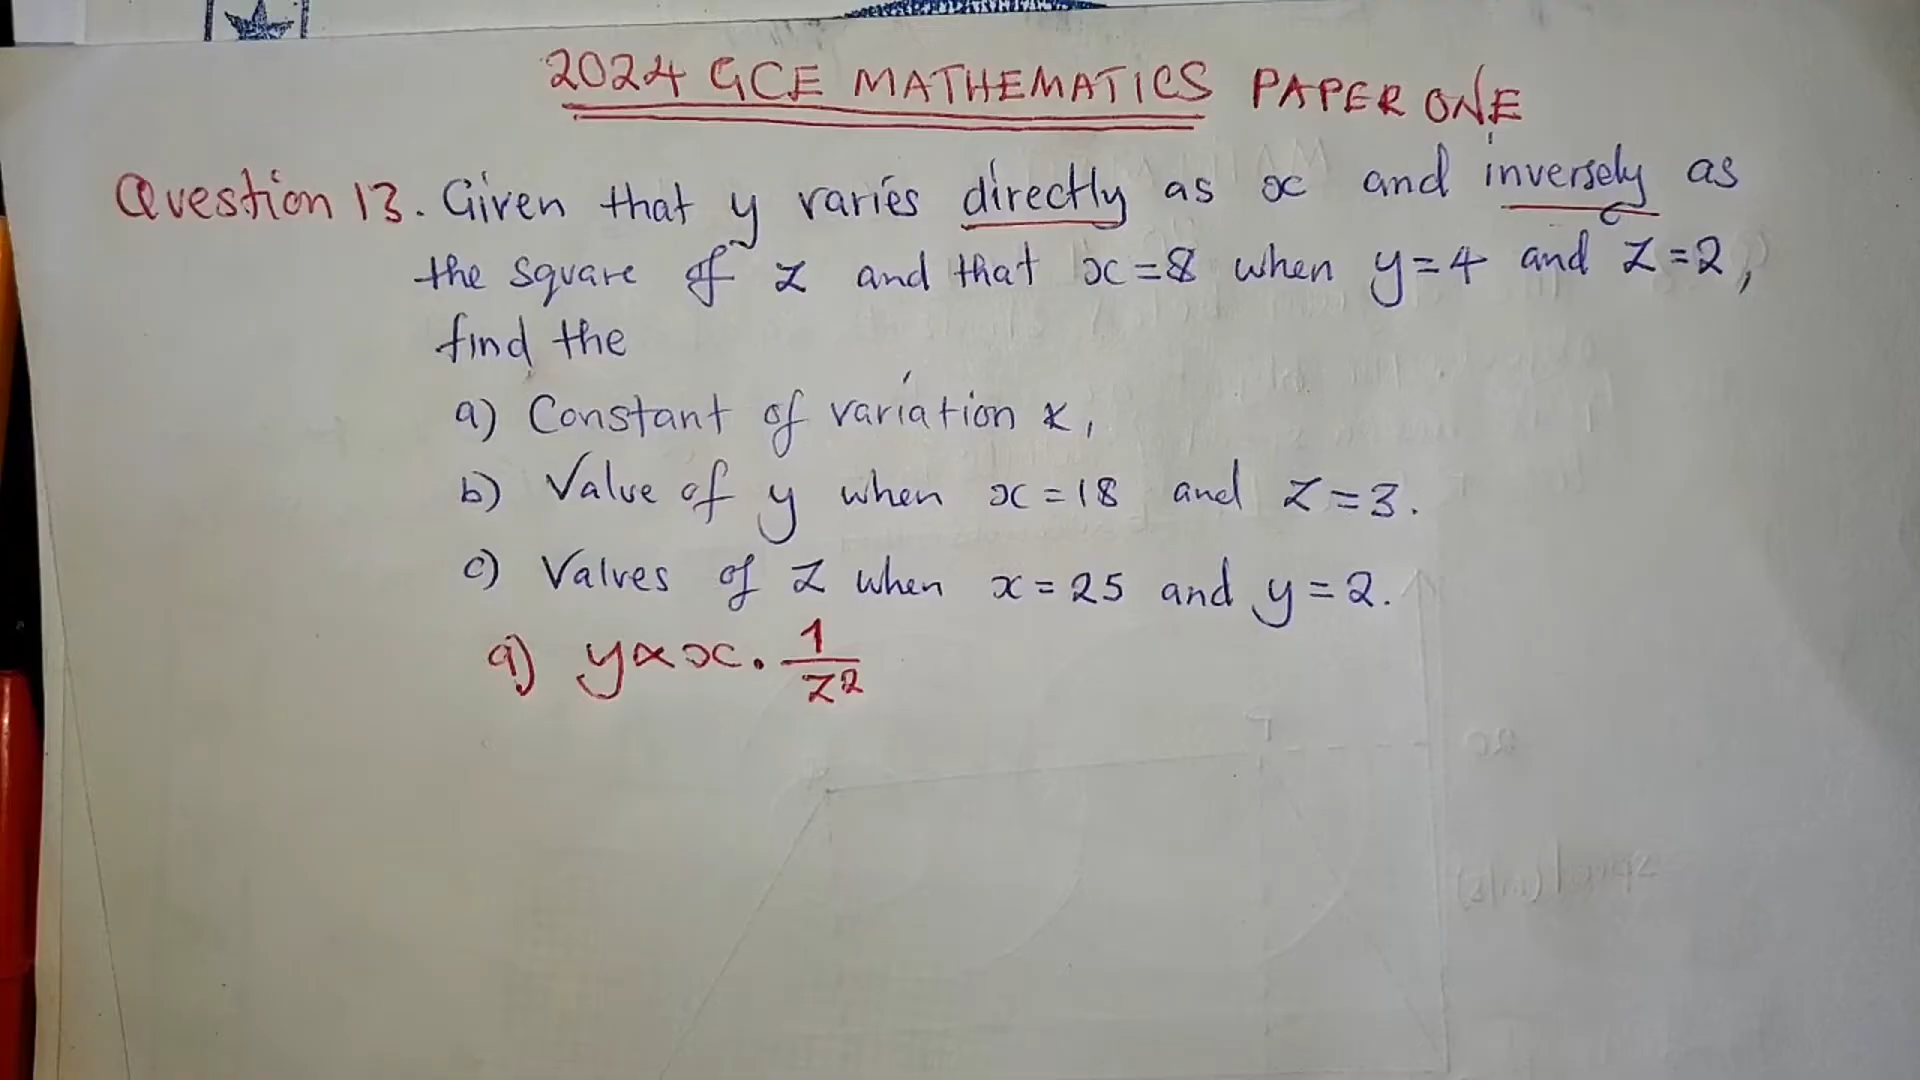 2024 GCE MATHEMATICS PAPER ONE
Question 13. Given that y varies directly as x and inversely as
the square of z and that x = 8 when y = 4 and z = 2,
find the
a) Constant of variation k,
b) Value of y when x = 18 and z = 3.
c) Values of z when x = 25 and y = 2.
a) y ∝ x . 1/z²